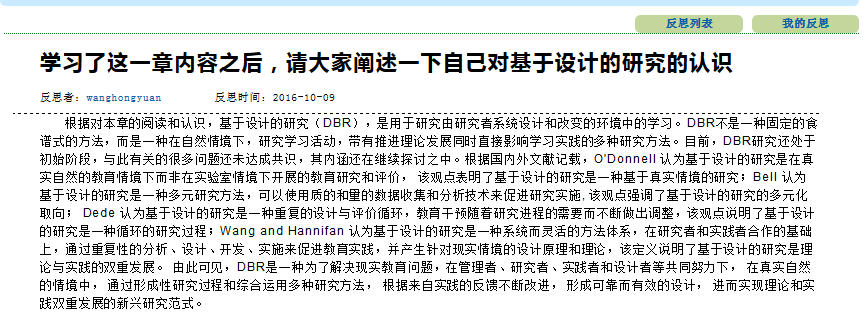 反思列表 我的反思
学习了这一章内容之后，请大家阐述一下自己对基于设计的研究的认识
反思者：wanghongyuan 反思时间：2016-10-09
根据对本章的阅读和认识，基于设计的研究（DBR），是用于研究由研究者系统设计和改变的环境中的学习。DBR不是一种固定的食
谱式的方法，而是一种在自然情境下，研究学习活动，带有推进理论发展同时直接影响学习实践的多种研究方法。目前，DBR研究还处于
初始阶段，与此有关的很多问题还未达成共识，其内涵还在继续探讨之中。根据国内外文献记载，O'Donnell 认为基于设计的研究是在真
实自然的教育情境下而非在实验室情境下开展的教育研究和评价， 该观点表明了基于设计的研究是一种基于真实情境的研究；Bell 认为
基于设计的研究是一种多元研究方法，可以使用质的和量的数据收集和分析技术来促进研究实施,该观点强调了基于设计的研究的多元化
取向； Dede 认为基于设计的研究是一种重复的设计与评价循环，教育干预随着研究进程的需要而不断做出调整，该观点说明了基于设计
的研究是一种循环的研究过程；Wang and Hannifan 认为基于设计的研究是一种系统而灵活的方法体系，在研究者和实践者合作的基础
上，通过重复性的分析、设计、开发、实施来促进教育实践，并产生针对现实情境的设计原理和理论，该定义说明了基于设计的研究是理
论与实践的双重发展。 由此可见，DBR是一种为了解决现实教育问题，在管理者、研究者、实践者和设计者等共同努力下， 在真实自然
的情境中， 通过形成性研究过程和综合运用多种研究方法， 根据来自实践的反馈不断改进， 形成可靠而有效的设计， 进而实现理论和实
践双重发展的新兴研究范式。